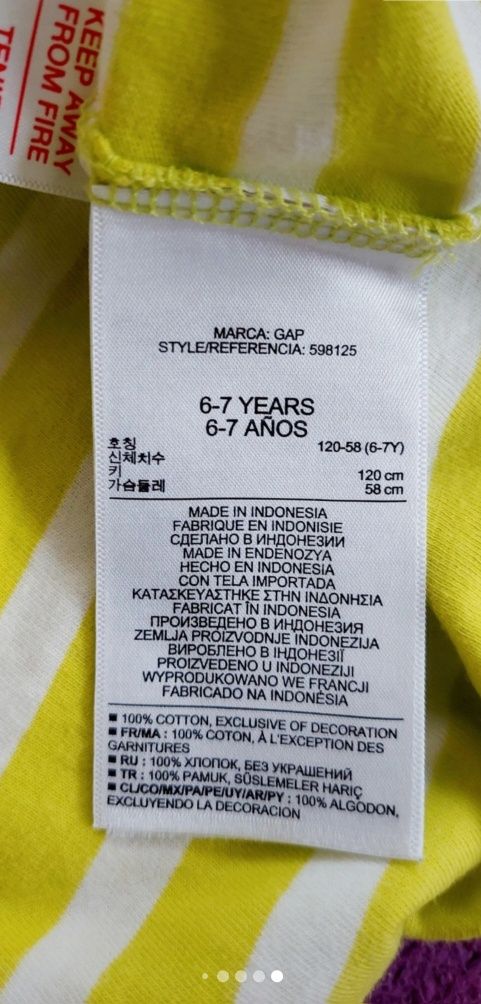 KEEP AWAY
FROM FIRE
MARCA: GAP
STYLE/REFERENCIA: 598125
6-7 YEARS
6-7 AÑOS
호칭 120-58 (6-7Y)
신체치수
키 120 cm
가슴둘레 58 cm
MADE IN INDONESIA
FABRIQUE EN INDONISIE
СДЕЛАНО В ИНДОНЕЗИИ
MADE IN ENDENOZYA
HECHO EN INDONESIA
CON TELA IMPORTADA
ΚΑΤΑΣΚΕΥΑΣΤΗΚΕ ΣΤΗΝ ΙΝΔΟΝΗΣΙΑ
FABRICAT ÎN INDONESIA
ПРОИЗВЕДЕНО В ИНДОНЕЗИЯ
ZEMLJA PROIZVODNJE INDONEZIJA
ВИРОБЛЕНО В ІНДОНЕЗІЇ
PROIZVEDENO U INDONEZIJI
WYPRODUKOWANO WE FRANCJI
FABRICADO NA INDONÉSIA
■ 100% COTTON, EXCLUSIVE OF DECORATION
■ FR/MA : 100% COTON, À L'EXCEPTION DES
GARNITURES
■ RU : 100% ХЛОПОК, БЕЗ УКРАШЕНИЙ
■ TR : 100% PAMUK, SÜSLEMELER HARİÇ
■ CL/CO/MX/PA/PE/UY/AR/PY : 100% ALGODON,
EXCLUYENDO LA DECORACION